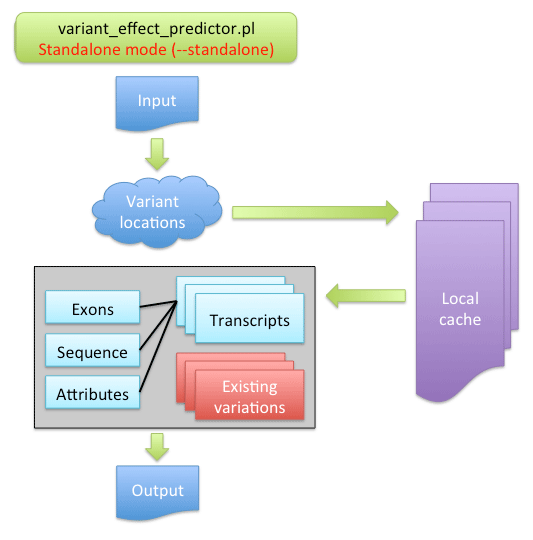 variant_effect_predictor.pl
Standalone mode (--standalone)
Input
Variant
locations
Local
cache
Exons
Sequence
Attributes
Transcripts
Existing
variations
Output